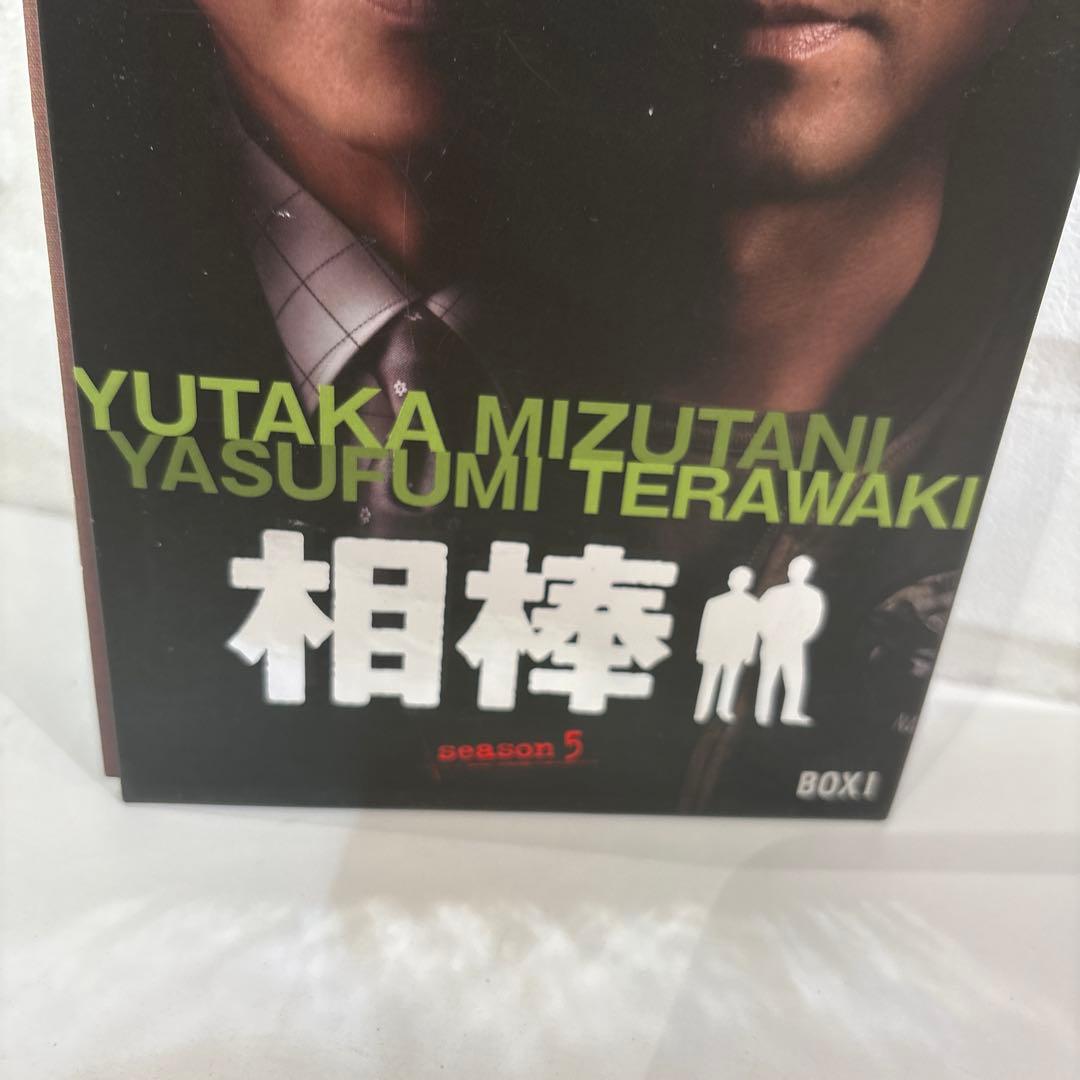 YUTAKA MIZUTANI
YASUFUMI TERAWAKI
相棒
season 5
BOX I